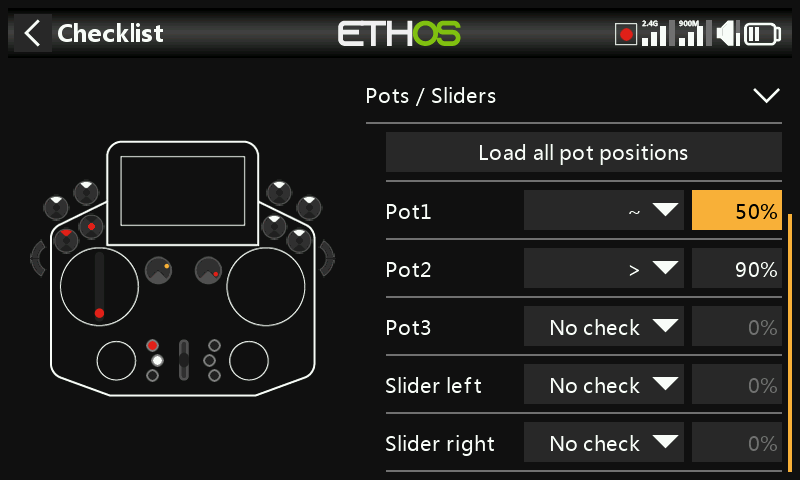 Checklist
ETHOS
2.4G
900M
Pots / Sliders
Load all pot positions
Pot1 ~ 50%
Pot2 > 90%
Pot3 No check 0%
Slider left No check 0%
Slider right No check 0%